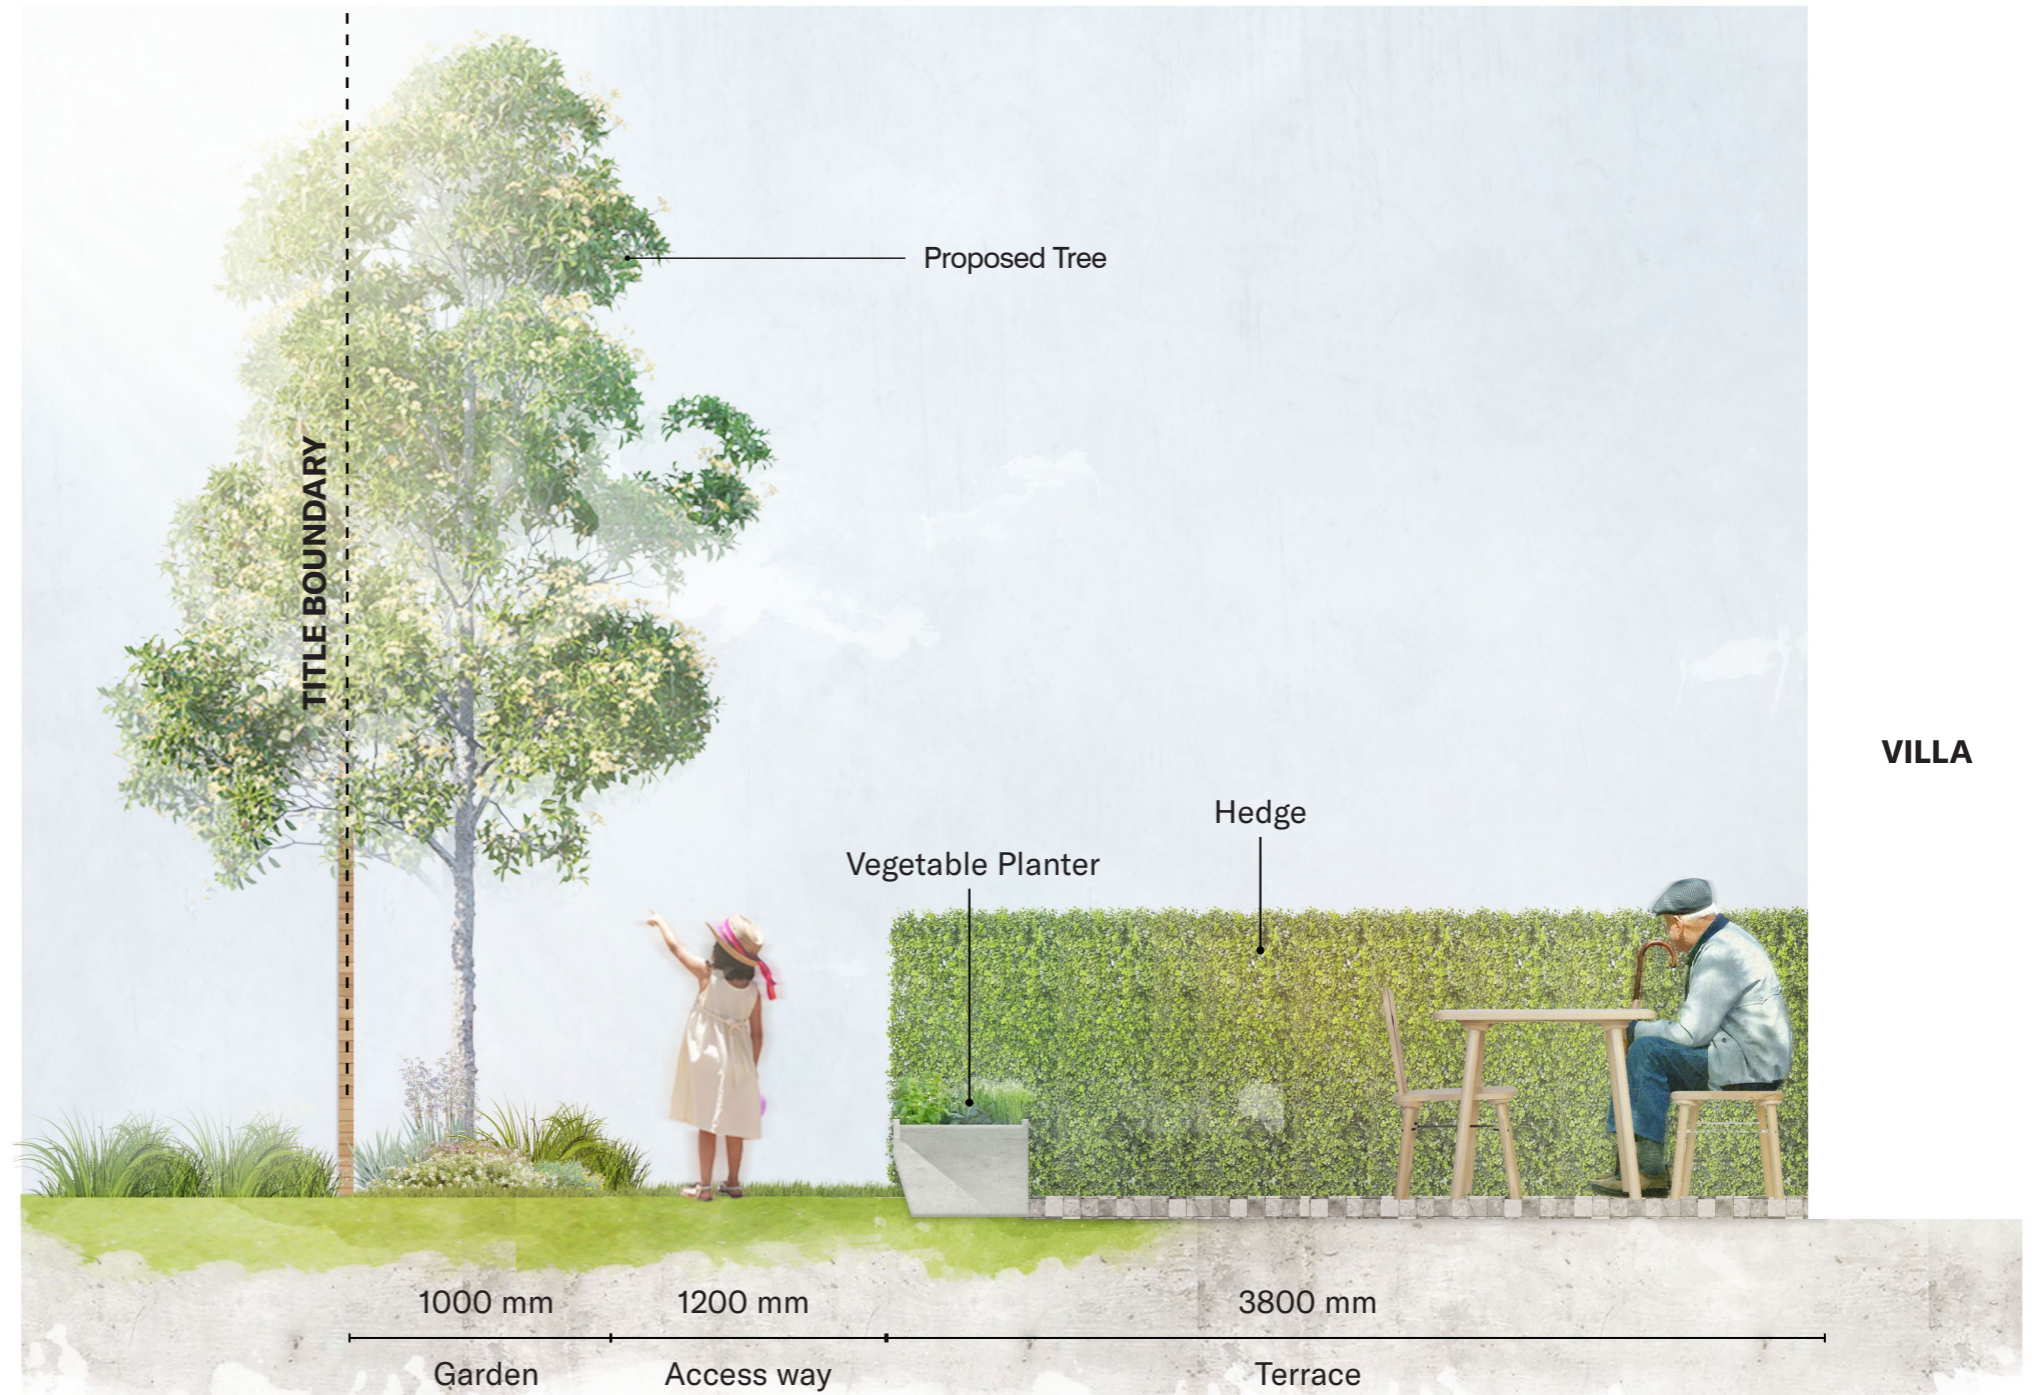 Proposed Tree
TITLE BOUNDARY
VILLA
Hedge
Vegetable Planter
1000 mm
1200 mm
3800 mm
Garden
Access way
Terrace